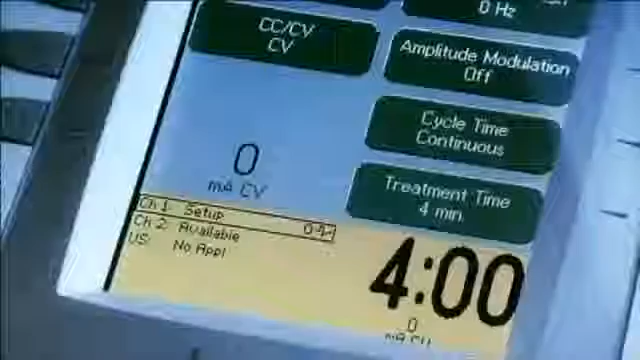 0 Hz
CC/CV
CV
Amplitude Modulation
Off
Cycle Time
Continuous
0
mA CV
Treatment Time
4 min.
Ch 1: Setup
Ch 2: Available
US: No Appl
4:00
0